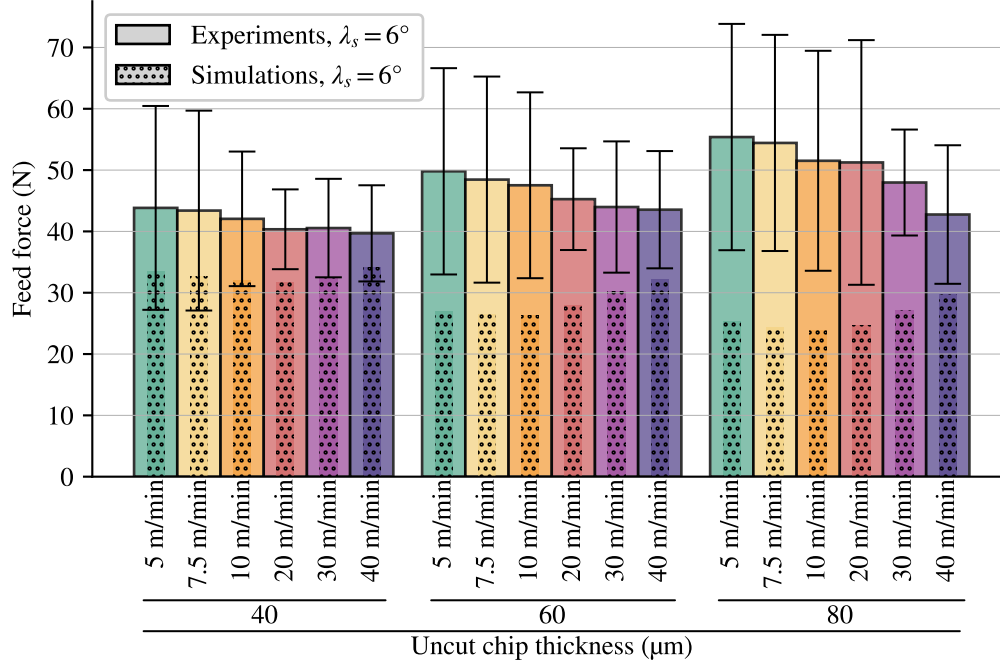 Experiments, λₛ = 6°
Simulations, λₛ = 6°
Feed force (N)
70
60
50
40
30
20
10
0
5 m/min
7.5 m/min
10 m/min
20 m/min
30 m/min
40 m/min
5 m/min
7.5 m/min
10 m/min
20 m/min
30 m/min
40 m/min
5 m/min
7.5 m/min
10 m/min
20 m/min
30 m/min
40 m/min
40 60 80
Uncut chip thickness (μm)